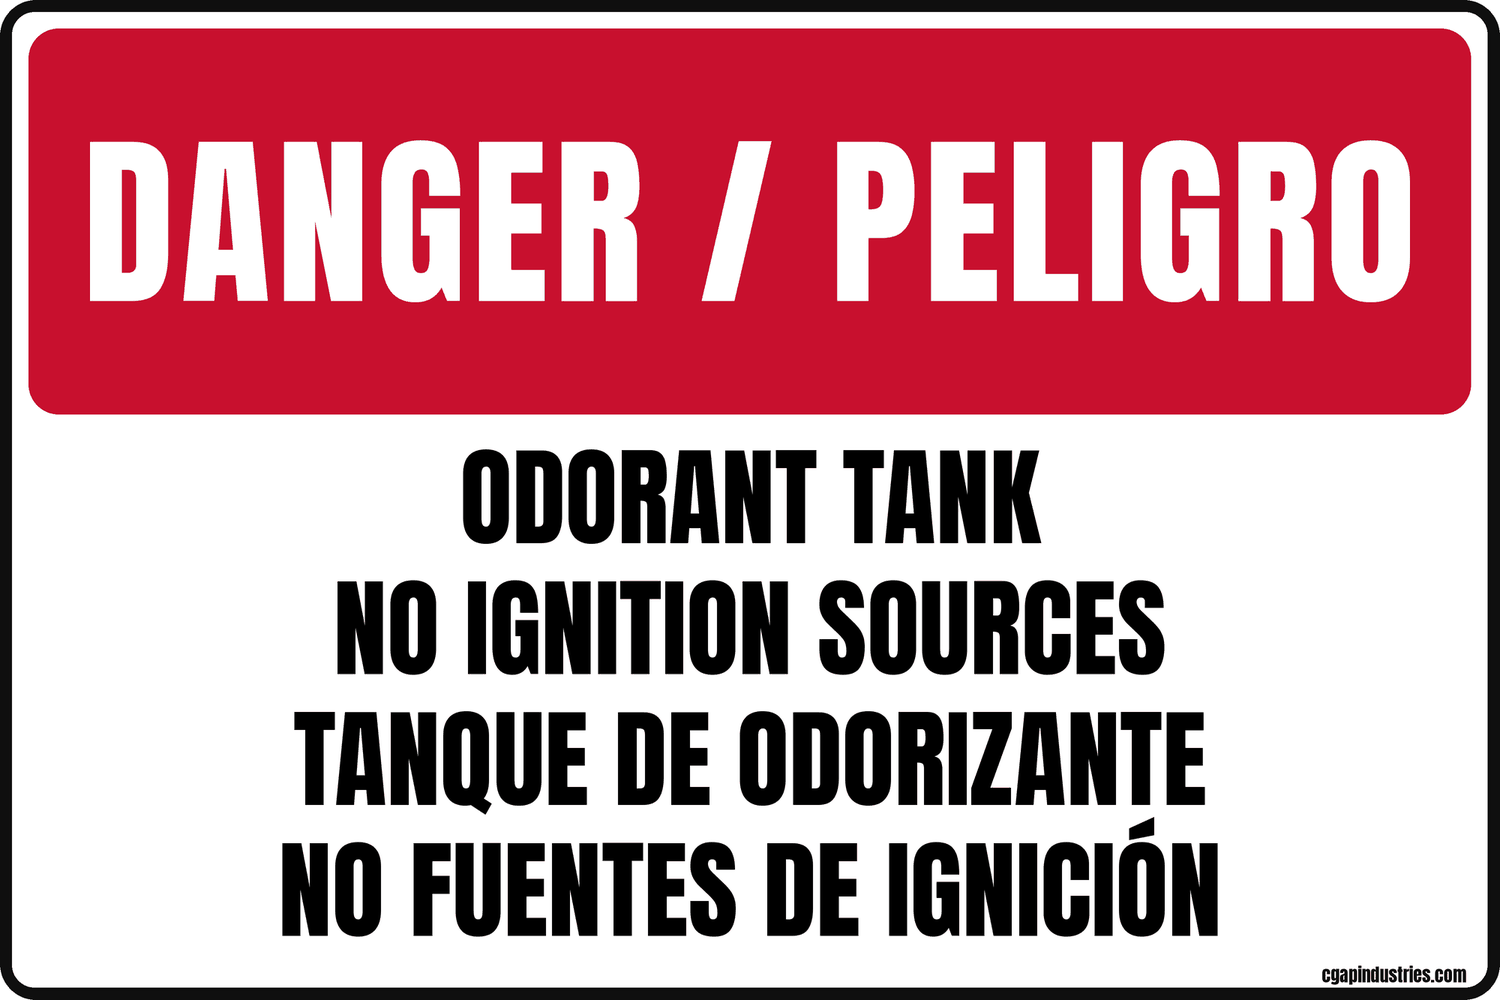 DANGER / PELIGRO
ODORANT TANK
NO IGNITION SOURCES
TANQUE DE ODORIZANTE
NO FUENTES DE IGNICIÓN
cgapindustries.com